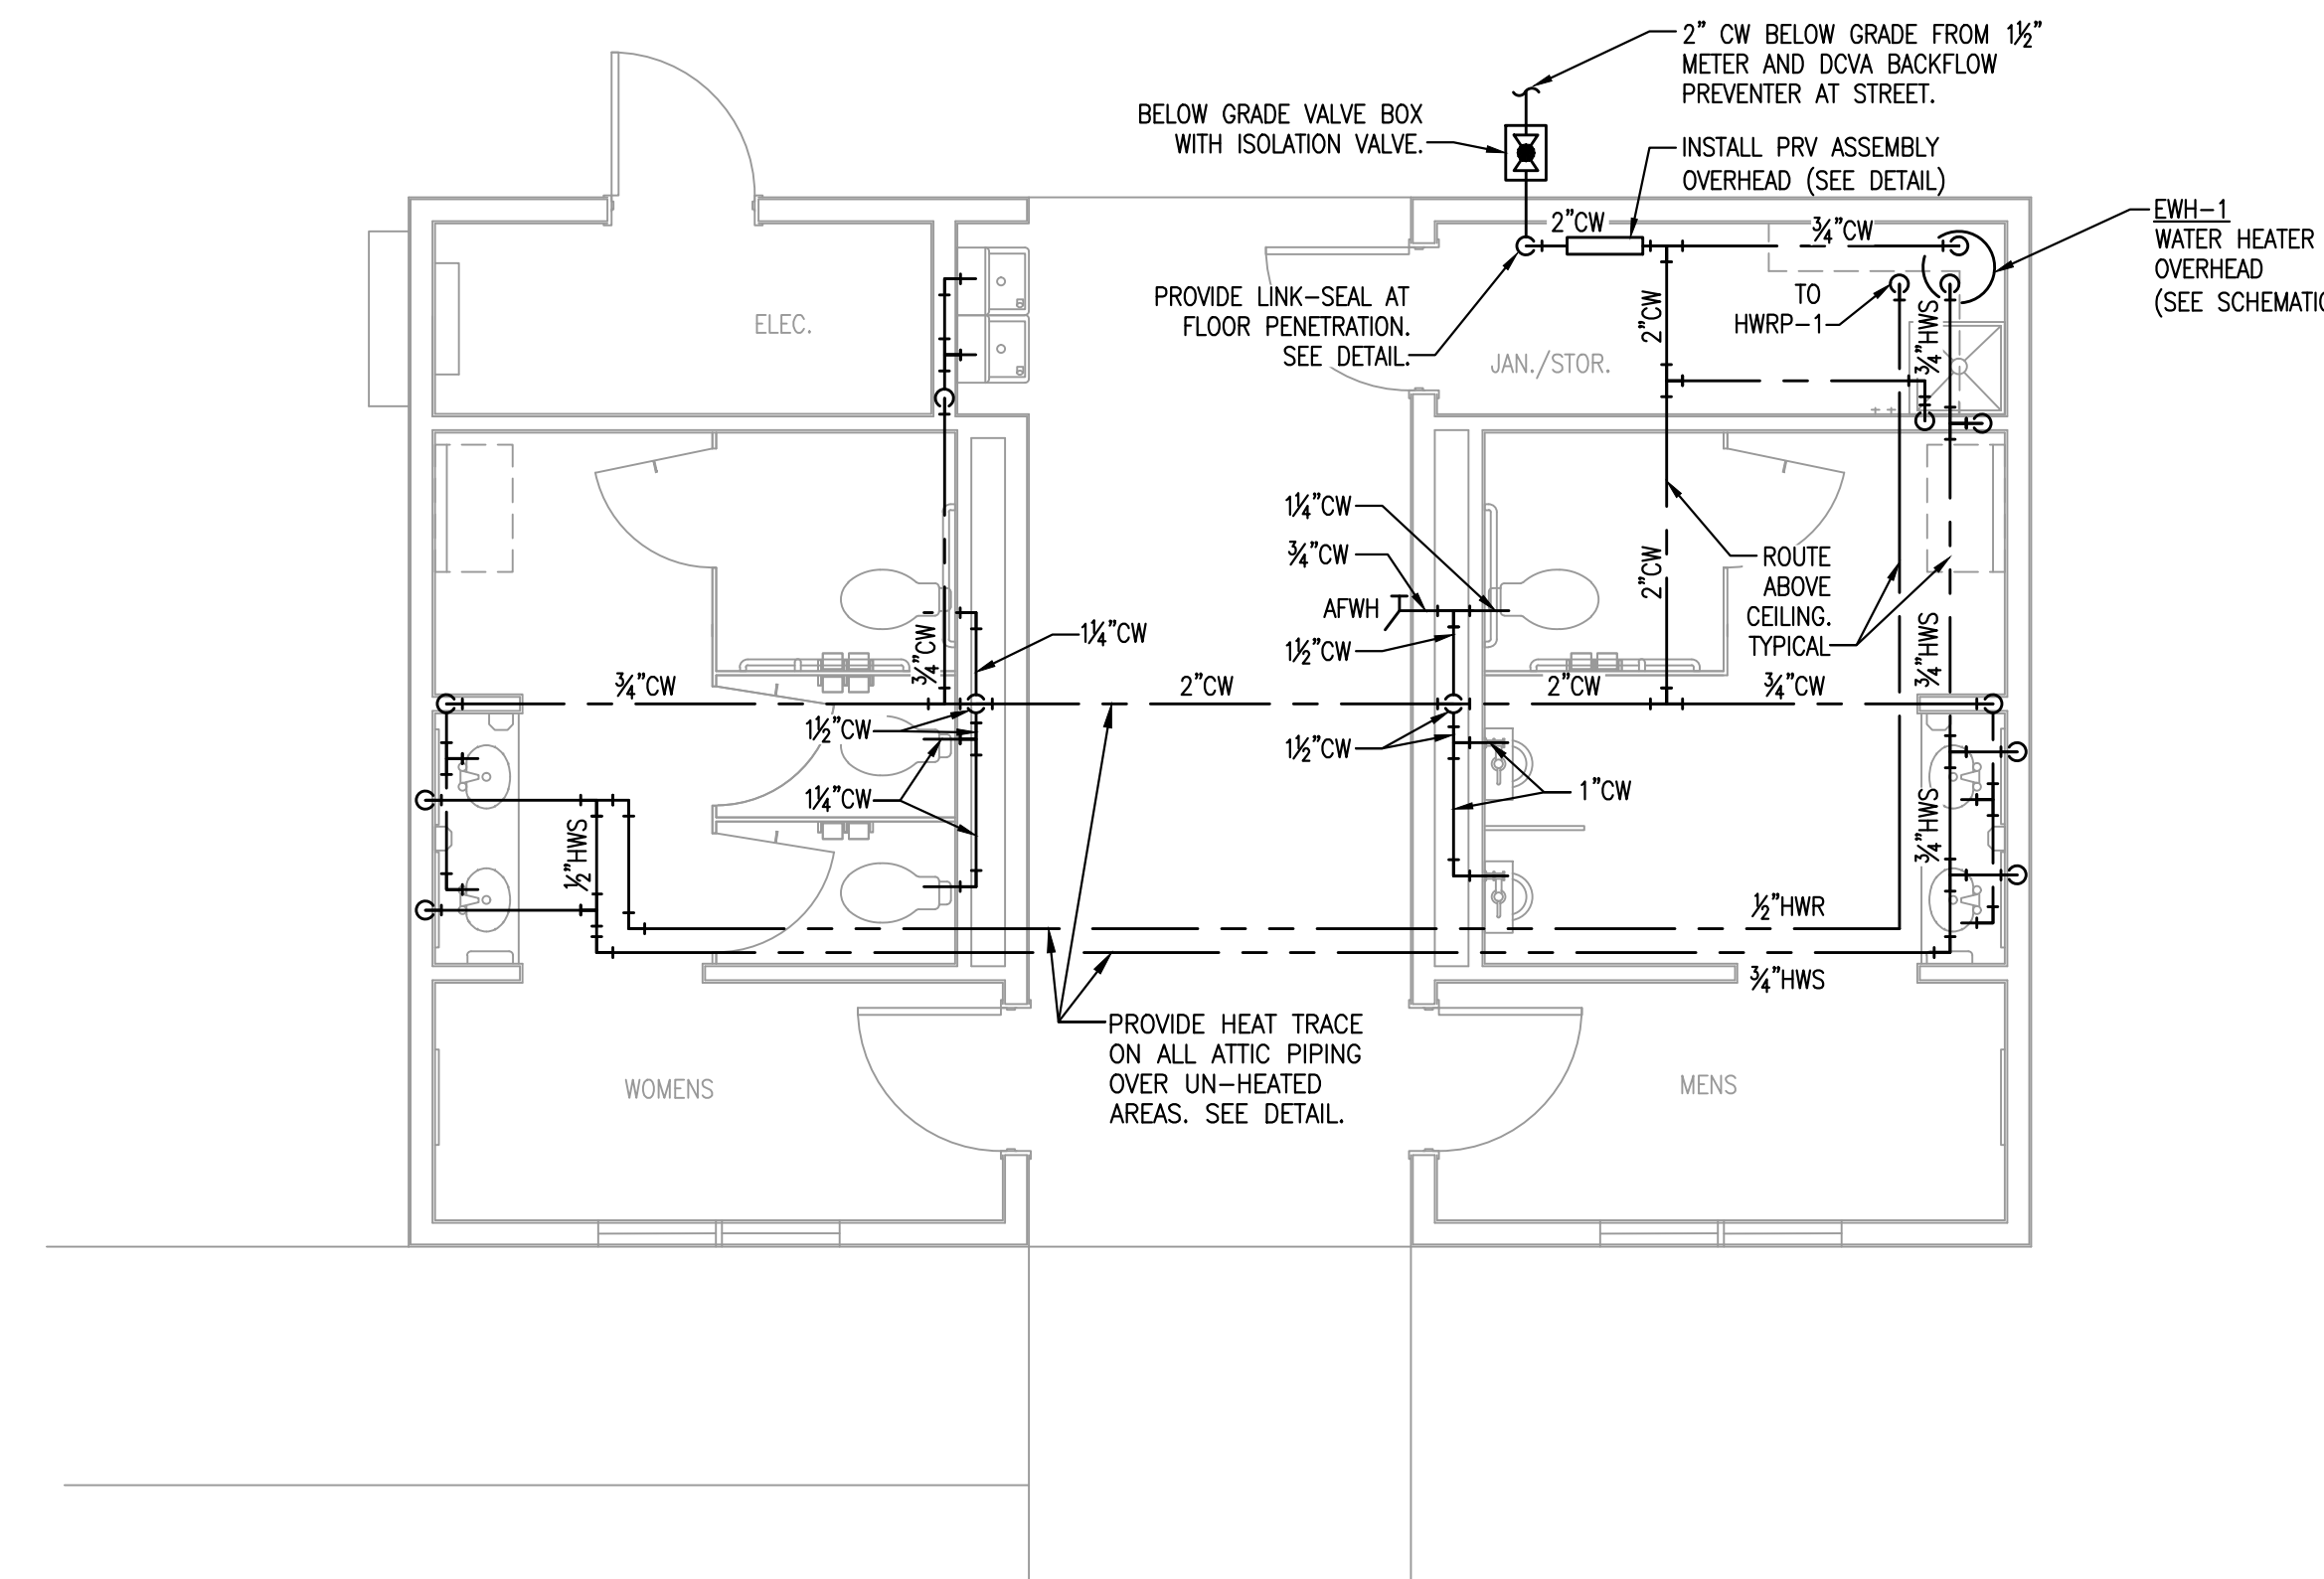 2" CW BELOW GRADE FROM 1½"
METER AND DCVA BACKFLOW
PREVENTER AT STREET.
BELOW GRADE VALVE BOX
WITH ISOLATION VALVE.
INSTALL PRV ASSEMBLY
OVERHEAD (SEE DETAIL)
EWH-1
WATER HEATER
OVERHEAD
(SEE SCHEMATIC
2"CW
¾"CW
PROVIDE LINK-SEAL AT
FLOOR PENETRATION.
SEE DETAIL.
TO
HWRP-1
2"CW
¾"HWS
ELEC.
JAN./STOR.
1¼"CW
¾"CW
AFWH
1½"CW
2"CW
ROUTE
ABOVE
CEILING.
TYPICAL
¾"HWS
¾"CW
1¼"CW
¾"CW
2"CW
2"CW
¾"CW
1½"CW
1½"CW
1¼"CW
1"CW
½"HWS
¾"HWS
½"HWR
¾"HWS
PROVIDE HEAT TRACE
ON ALL ATTIC PIPING
OVER UN-HEATED
AREAS. SEE DETAIL.
WOMENS
MENS